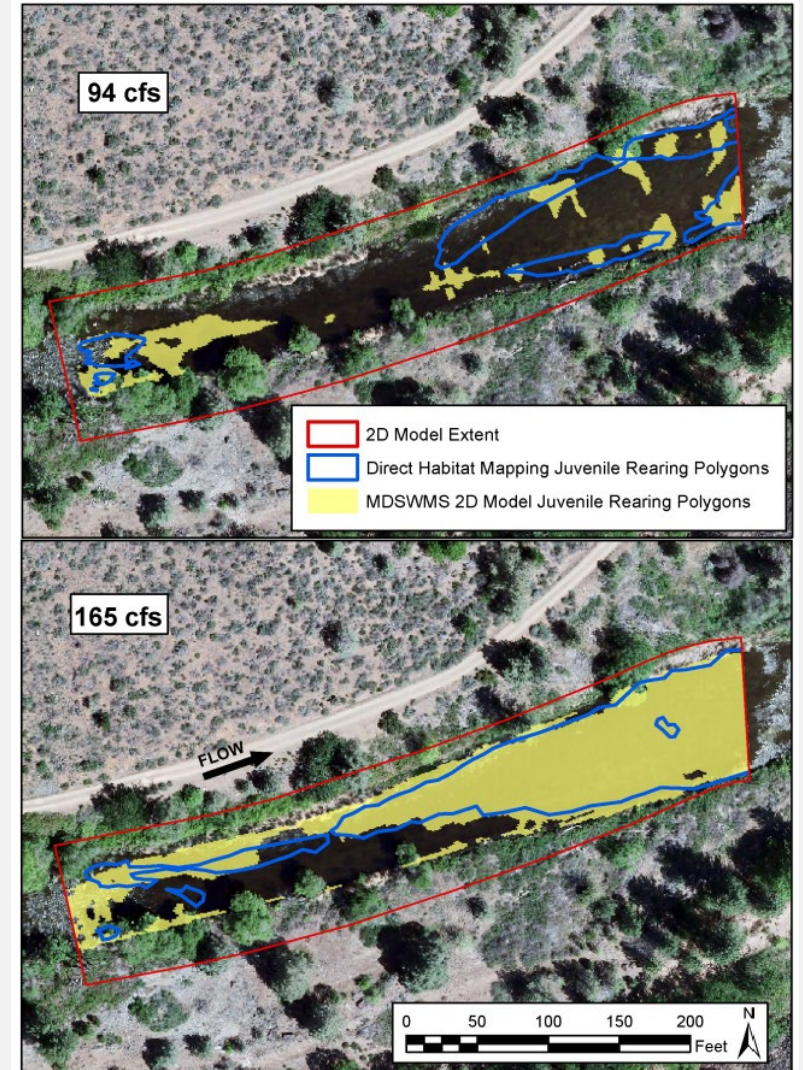 94 cfs
2D Model Extent
Direct Habitat Mapping Juvenile Rearing Polygons
MDSWMS 2D Model Juvenile Rearing Polygons
165 cfs
FLOW
0 50 100 150 200
Feet
N